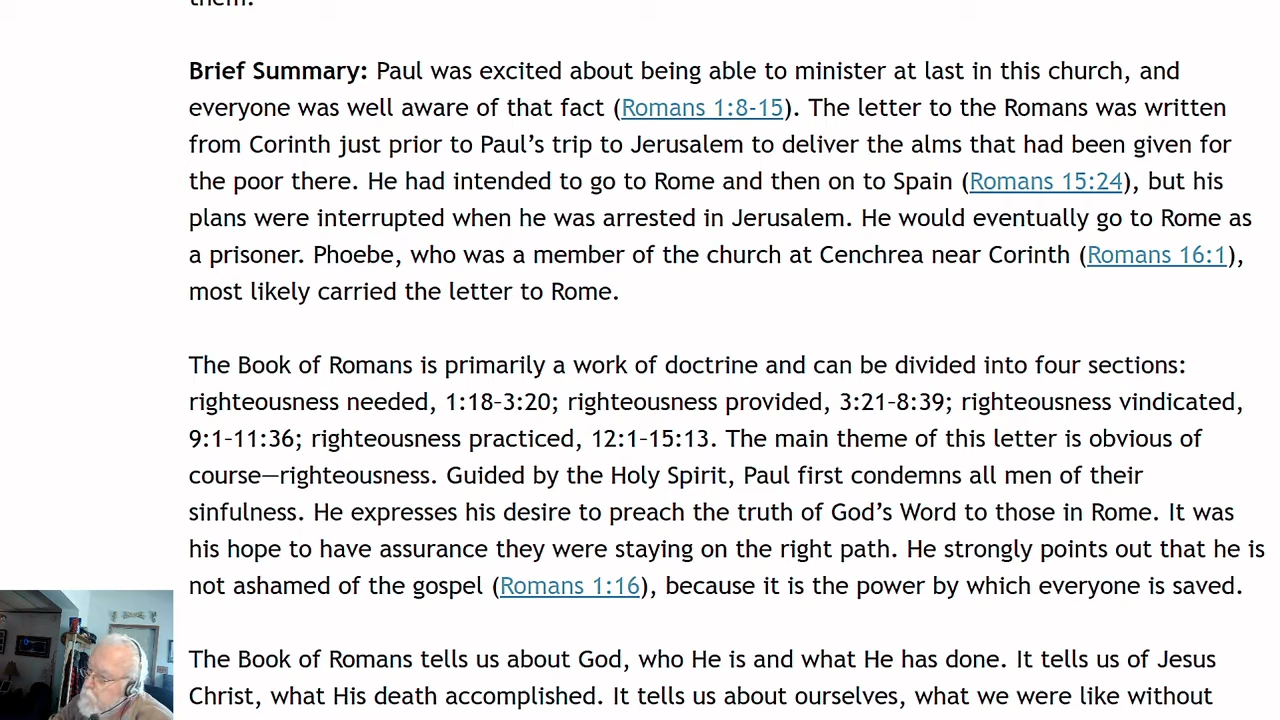 them.
Brief Summary: Paul was excited about being able to minister at last in this church, and
everyone was well aware of that fact (Romans 1:8-15). The letter to the Romans was written
from Corinth just prior to Paul’s trip to Jerusalem to deliver the alms that had been given for
the poor there. He had intended to go to Rome and then on to Spain (Romans 15:24), but his
plans were interrupted when he was arrested in Jerusalem. He would eventually go to Rome as
a prisoner. Phoebe, who was a member of the church at Cenchrea near Corinth (Romans 16:1),
most likely carried the letter to Rome.
The Book of Romans is primarily a work of doctrine and can be divided into four sections:
righteousness needed, 1:18–3:20; righteousness provided, 3:21–8:39; righteousness vindicated,
9:1–11:36; righteousness practiced, 12:1–15:13. The main theme of this letter is obvious of
course—righteousness. Guided by the Holy Spirit, Paul first condemns all men of their
sinfulness. He expresses his desire to preach the truth of God’s Word to those in Rome. It was
his hope to have assurance they were staying on the right path. He strongly points out that he is
not ashamed of the gospel (Romans 1:16), because it is the power by which everyone is saved.
The Book of Romans tells us about God, who He is and what He has done. It tells us of Jesus
Christ, what His death accomplished. It tells us about ourselves, what we were like without